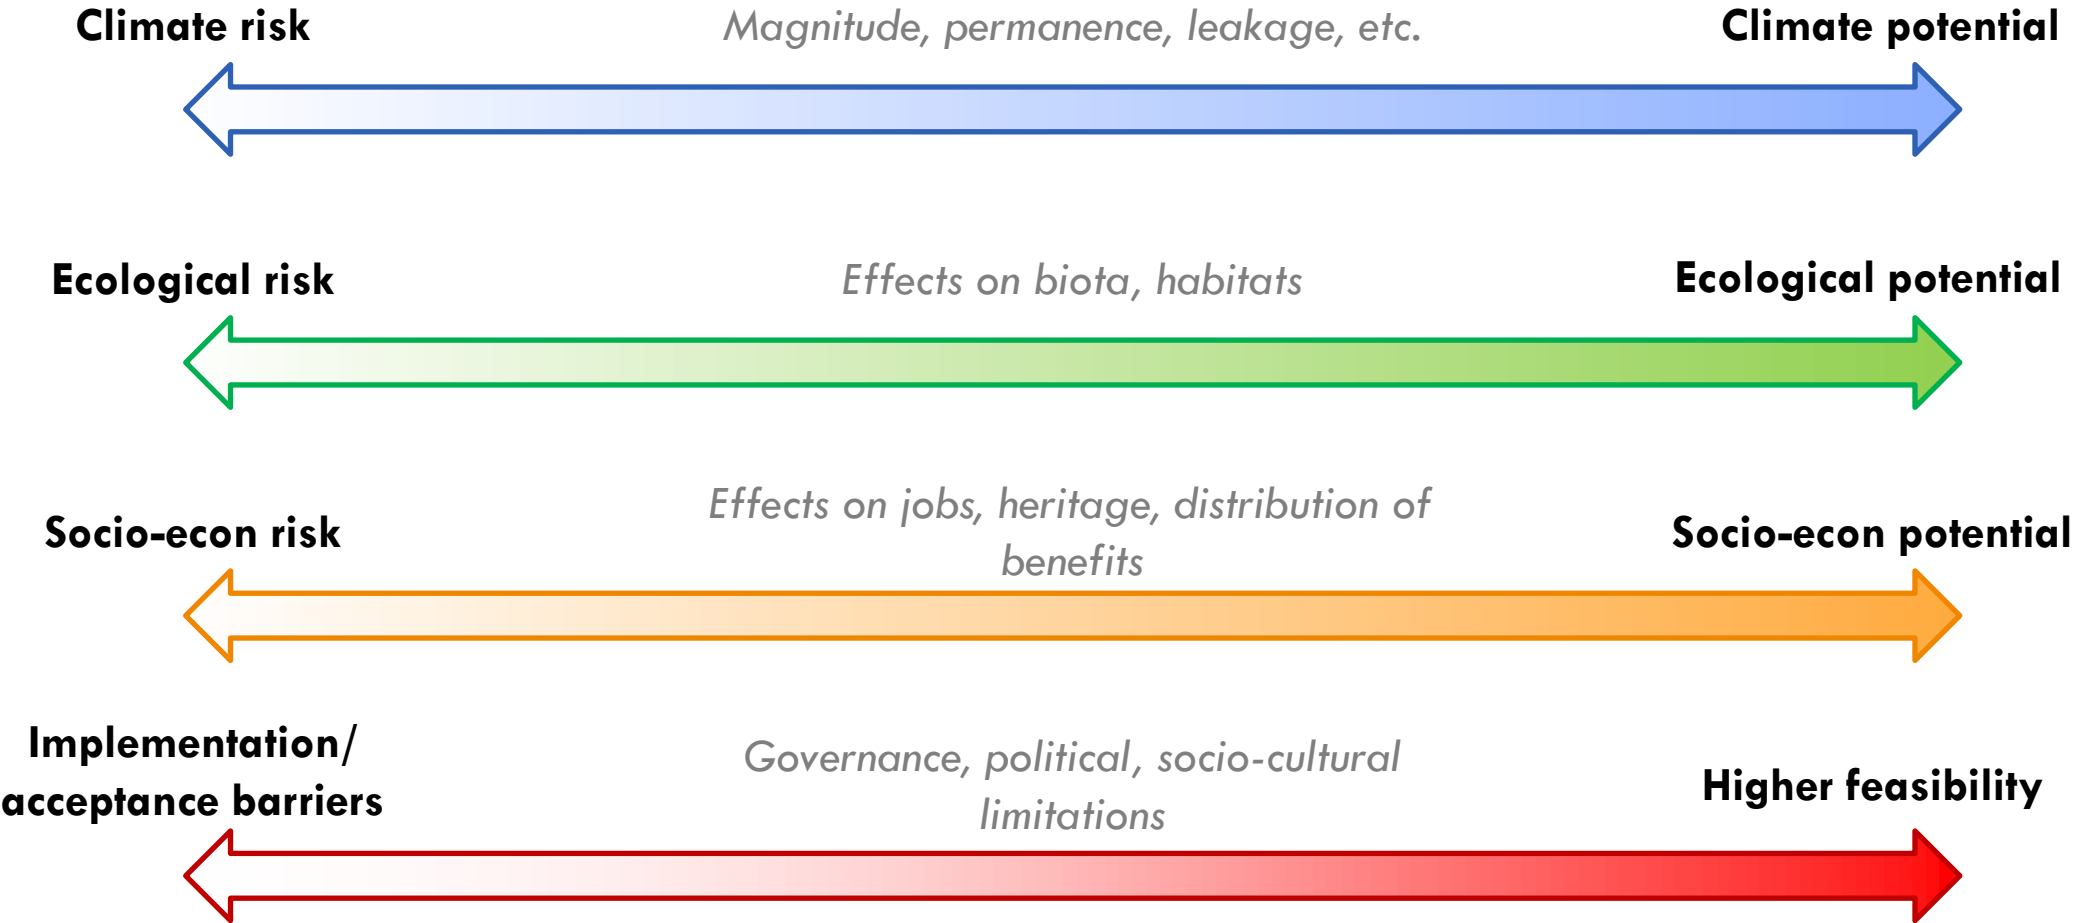 Climate risk
Magnitude, permanence, leakage, etc.
Climate potential
Ecological risk
Effects on biota, habitats
Ecological potential
Socio-econ risk
Effects on jobs, heritage, distribution of
benefits
Socio-econ potential
Implementation/
acceptance barriers
Governance, political, socio-cultural
limitations
Higher feasibility